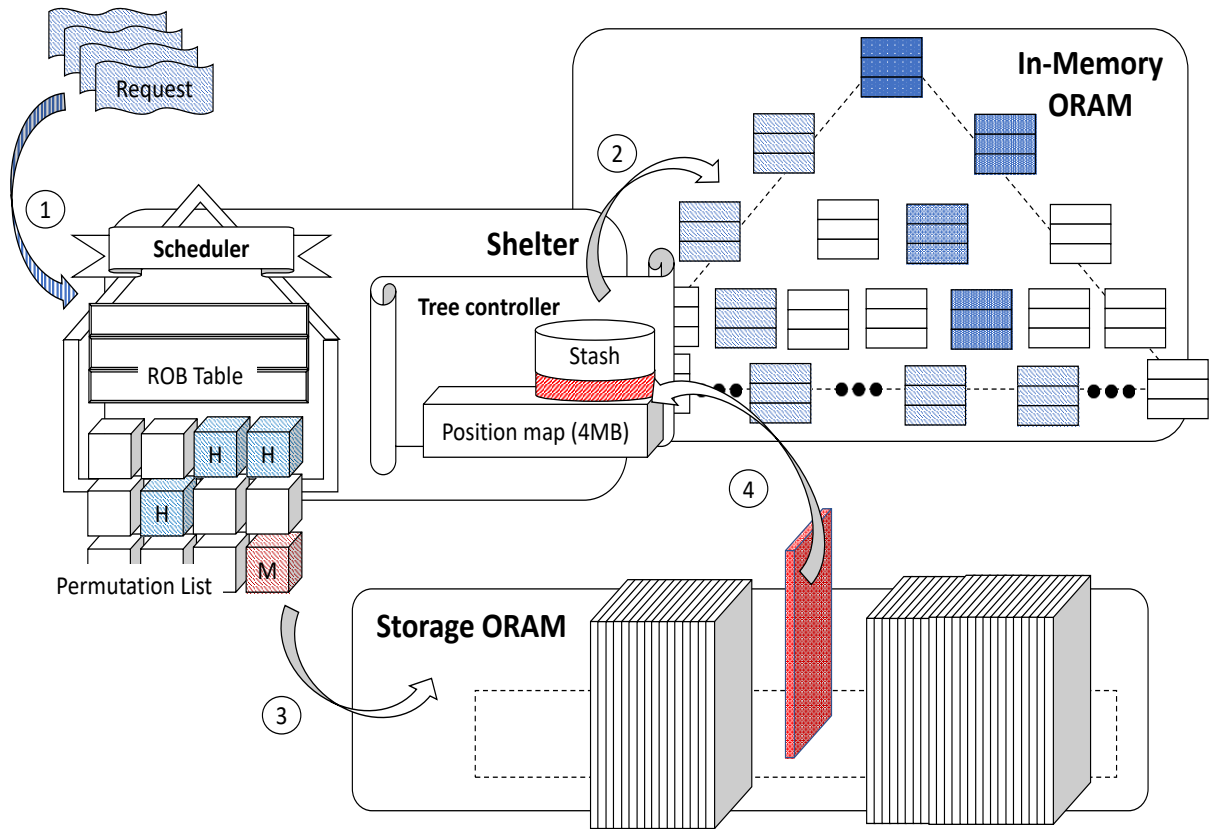 Request
In-Memory
ORAM
2
1
Scheduler
Shelter
Tree controller
Stash
ROB Table
Position map (4MB)
H
H
H
4
M
Permutation List
Storage ORAM
3